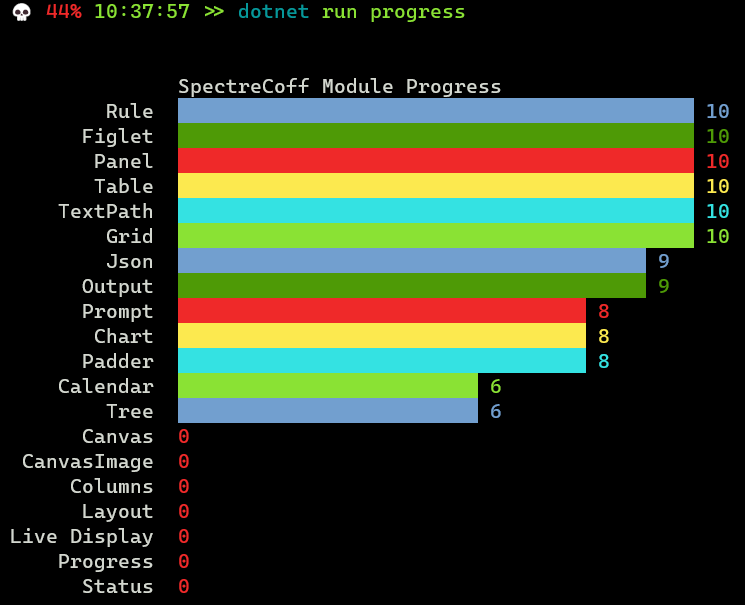 💀 44% 10:37:57 >> dotnet run progress
SpectreCoff Module Progress
Rule 10
Figlet 10
Panel 10
Table 10
TextPath 10
Grid 10
Json 9
Output 9
Prompt 8
Chart 8
Padder 8
Calendar 6
Tree 6
Canvas 0
CanvasImage 0
Columns 0
Layout 0
Live Display 0
Progress 0
Status 0